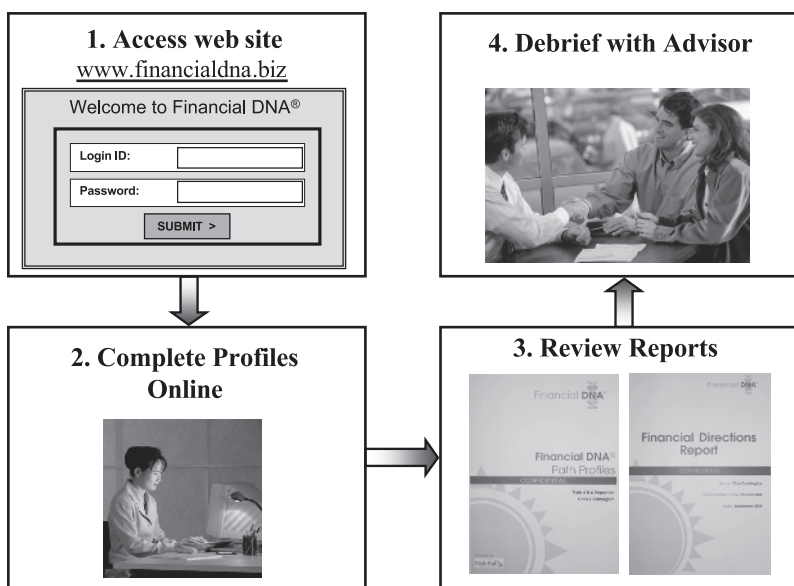 1. Access web site
www.financialdna.biz
Welcome to Financial DNA®
Login ID:
Password:
SUBMIT >
2. Complete Profiles
Online
3. Review Reports
Financial DNA®
Financial DNA®
Path Profiles
CONFIDENTIAL
Financial DNA®
Financial Directions
Report
CONFIDENTIAL
4. Debrief with Advisor